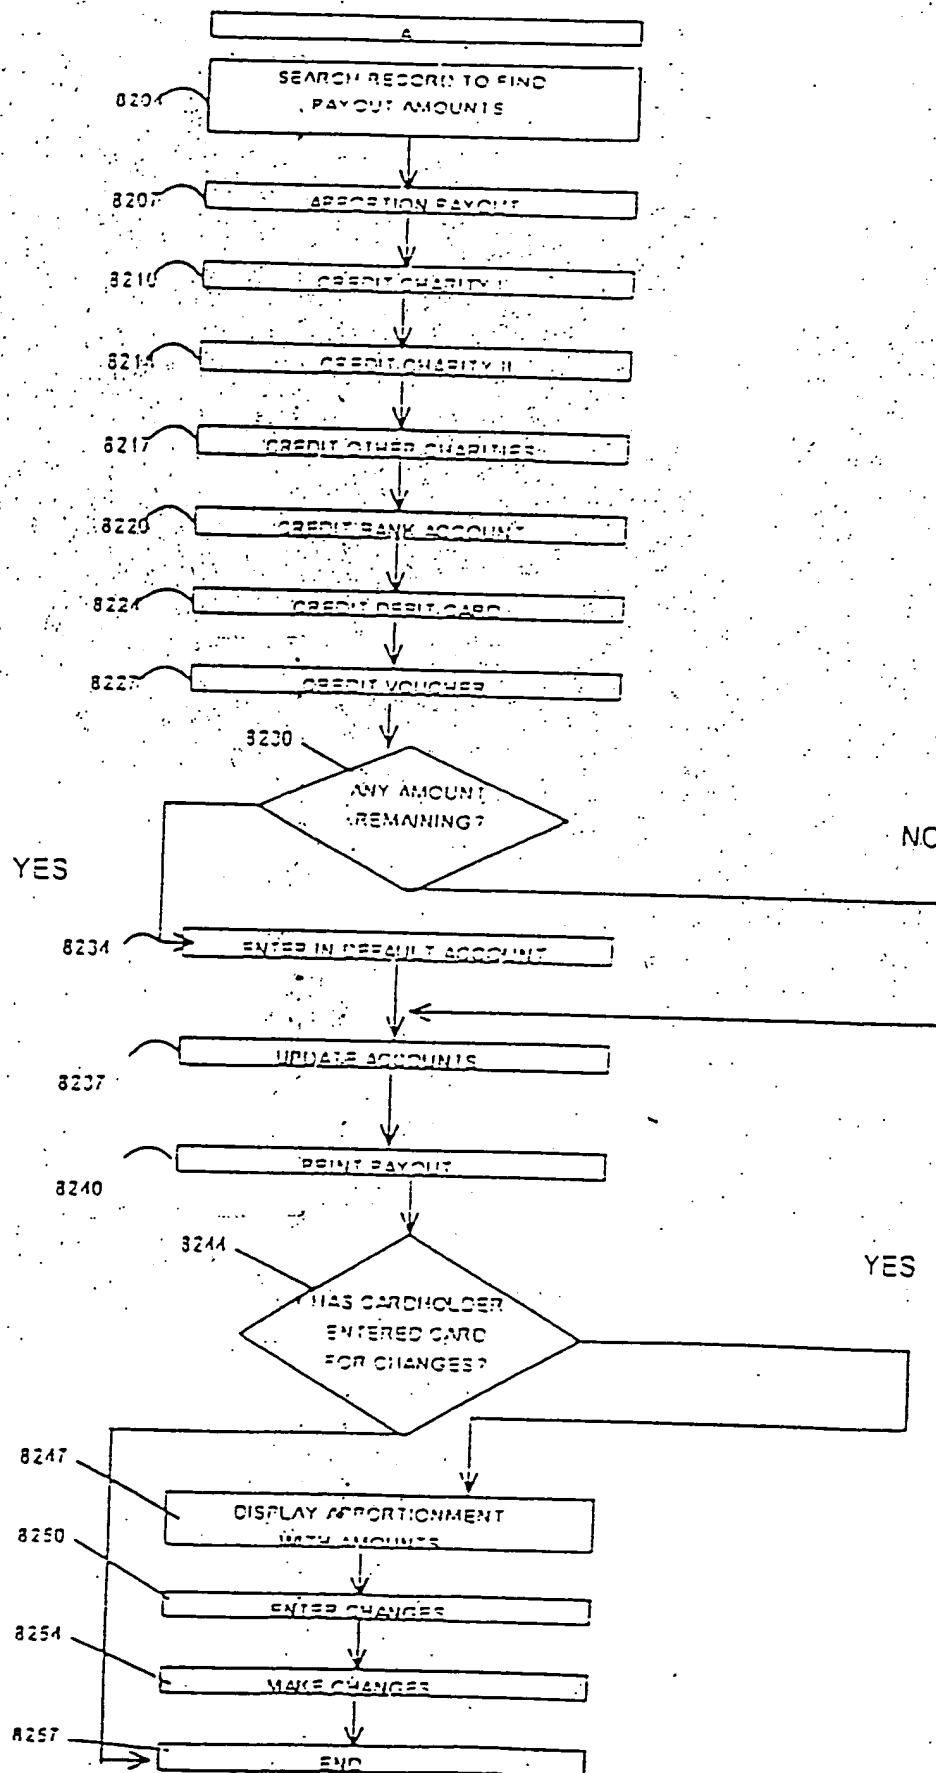 A
SEARCH RECORD TO FIND
PAYOUT AMOUNTS
8204
8207
APPORTION PAYOUT
8210
CREDIT CHARITY I
8214
CREDIT CHARITY II
8217
CREDIT OTHER CHARITIES
8220
CREDIT BANK ACCOUNT
8224
CREDIT DEBIT CARD
8227
CREDIT VOUCHER
8230
ANY AMOUNT
REMAINING?
NO
YES
8234
ENTER IN DEFAULT ACCOUNT
UPDATE ACCOUNTS
8237
PRINT PAYOUT
8240
8244
YES
HAS CARDHOLDER
ENTERED CARD
FOR CHANGES?
8247
DISPLAY APPORTIONMENT
WITH AMOUNTS
8250
ENTER CHANGES
8254
MAKE CHANGES
8257
END